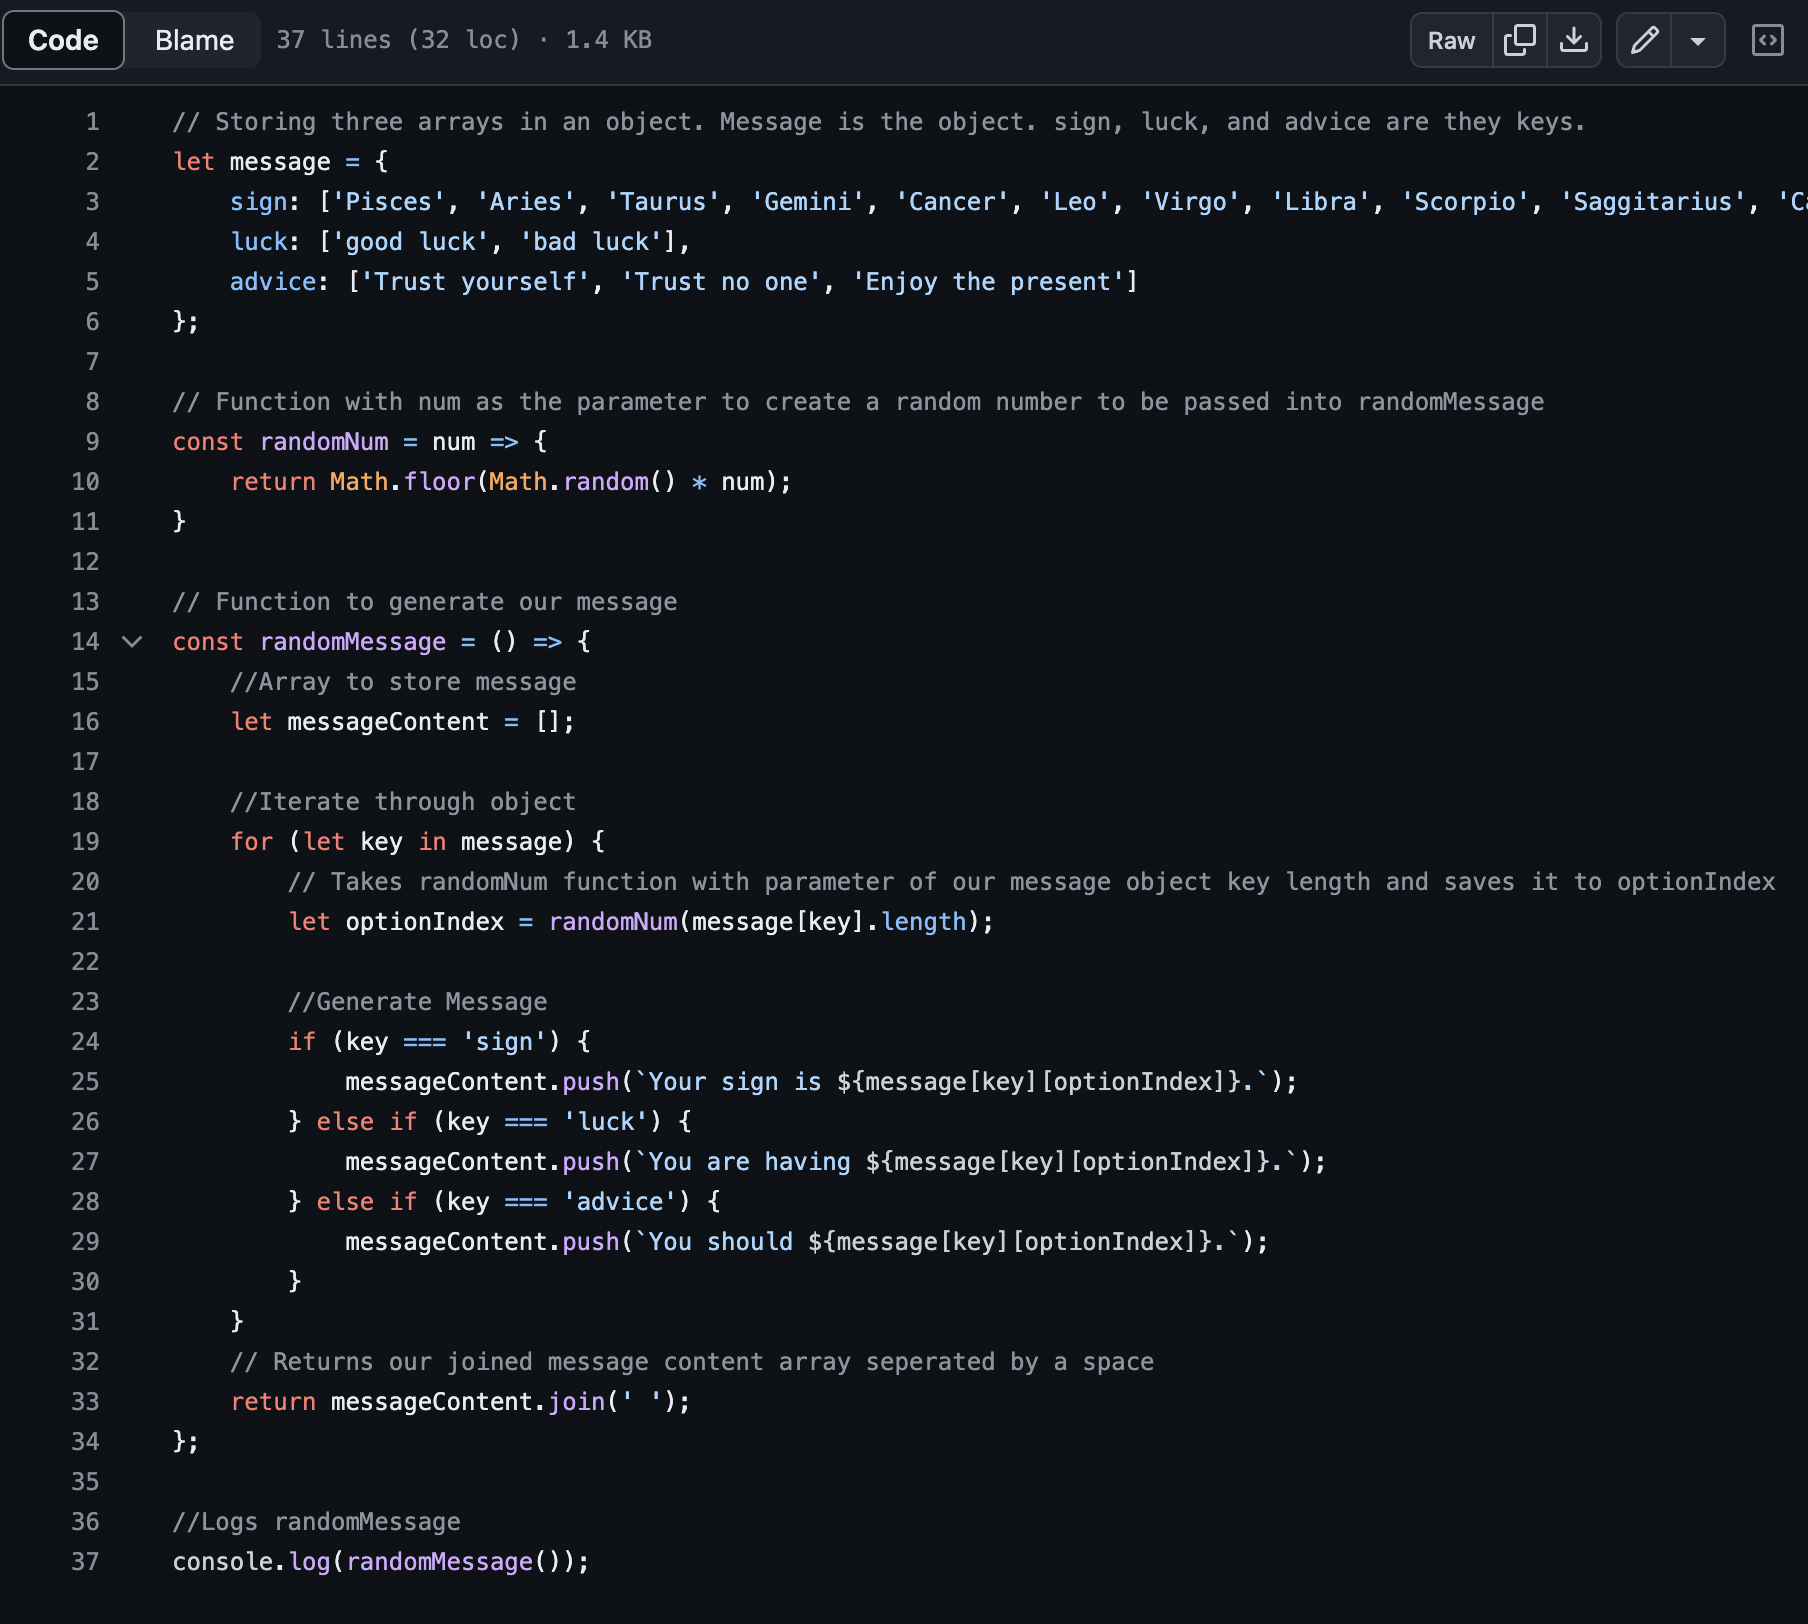 Code Blame 37 lines (32 loc) · 1.4 KB Raw
1 // Storing three arrays in an object. Message is the object. sign, luck, and advice are they keys.
2 let message = {
3     sign: ['Pisces', 'Aries', 'Taurus', 'Gemini', 'Cancer', 'Leo', 'Virgo', 'Libra', 'Scorpio', 'Saggitarius',
4     luck: ['good luck', 'bad luck'],
5     advice: ['Trust yourself', 'Trust no one', 'Enjoy the present']
6 };
7
8 // Function with num as the parameter to create a random number to be passed into randomMessage
9 const randomNum = num => {
10     return Math.floor(Math.random() * num);
11 }
12
13 // Function to generate our message
14 const randomMessage = () => {
15     //Array to store message
16     let messageContent = [];
17
18     //Iterate through object
19     for (let key in message) {
20         // Takes randomNum function with parameter of our message object key length and saves it to optionIndex
21         let optionIndex = randomNum(message[key].length);
22
23         //Generate Message
24         if (key === 'sign') {
25             messageContent.push(`Your sign is ${message[key][optionIndex]}.`);
26         } else if (key === 'luck') {
27             messageContent.push(`You are having ${message[key][optionIndex]}.`);
28         } else if (key === 'advice') {
29             messageContent.push(`You should ${message[key][optionIndex]}.`);
30         }
31     }
32     // Returns our joined message content array seperated by a space
33     return messageContent.join(' ');
34 };
35
36 //Logs randomMessage
37 console.log(randomMessage());